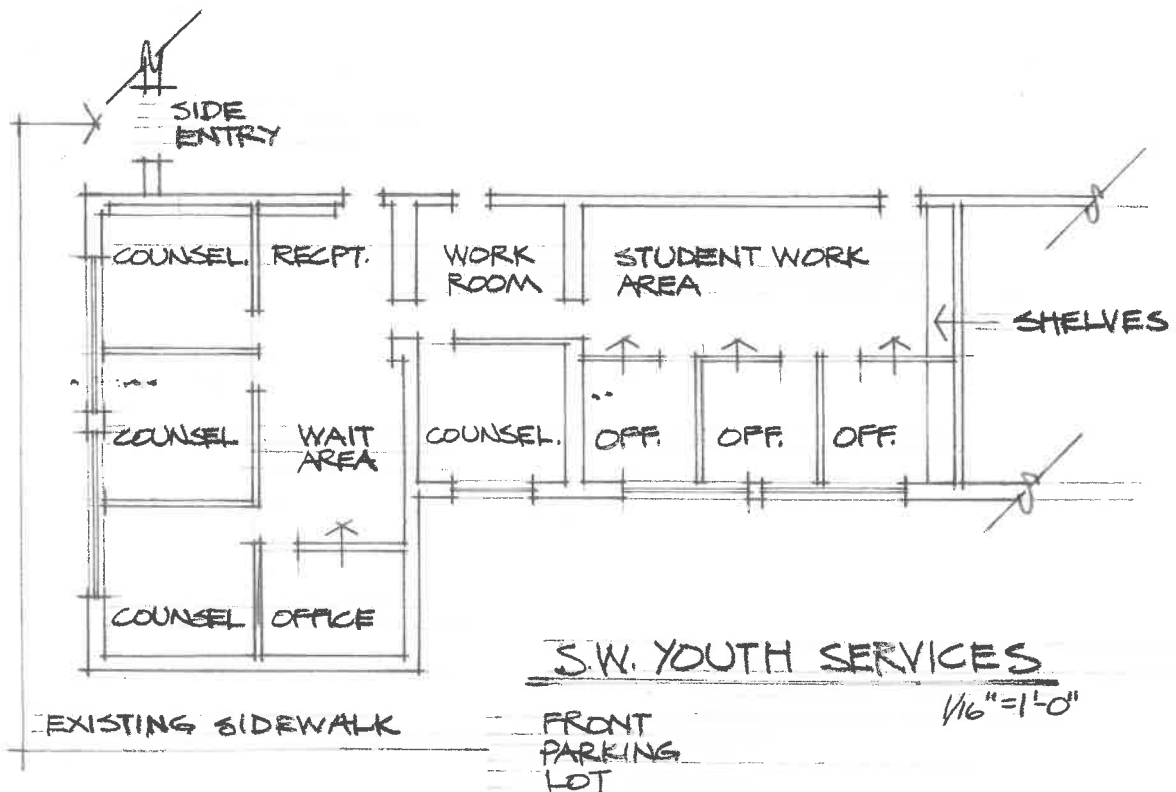 SIDE
ENTRY
COUNSEL.
RECPT.
WORK
ROOM
STUDENT WORK
AREA
SHELVES
COUNSEL
WAIT
AREA
COUNSEL.
OFF.
OFF.
OFF.
COUNSEL
OFFICE
S.W. YOUTH SERVICES
1/16"=1'-0"
EXISTING SIDEWALK
FRONT
PARKING
LOT